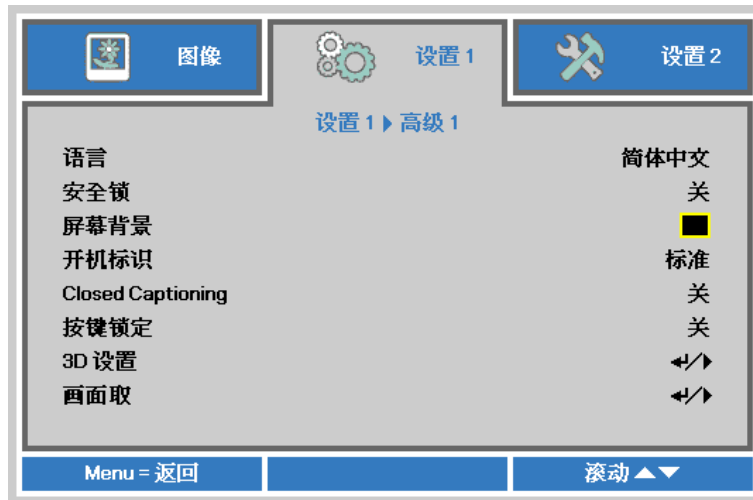 图像 设置 1 设置 2
设置 1 ▶ 高级 1
语言 简体中文
安全锁 关
屏幕背景
开机标识 标准
Closed Captioning 关
按键锁定 关
3D 设置 ↵/▶
画面取 ↵/▶
Menu = 返回 滚动▲▼